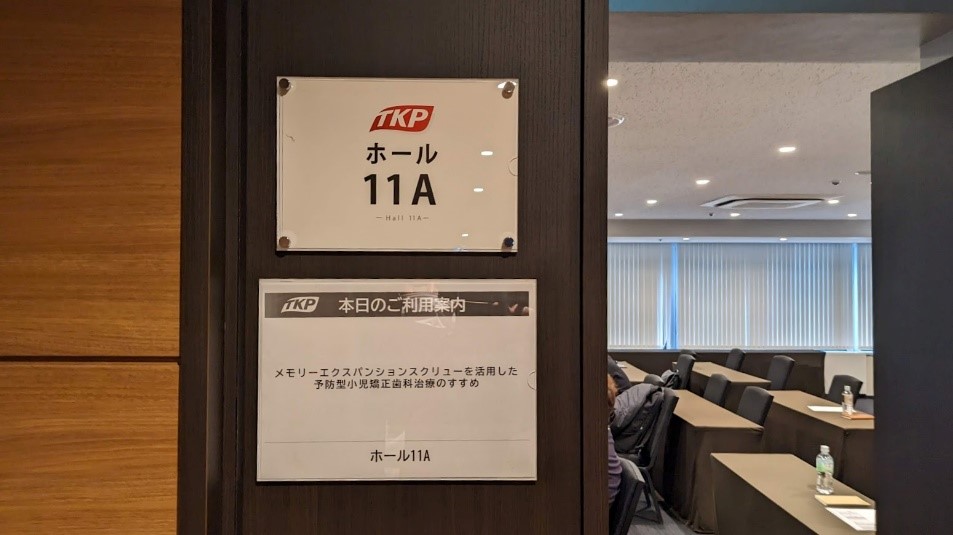 TKP
ホール
11A
—Hall 11A—
TKP 本日のご利用案内
メモリーエクスパンションスクリューを活用した
予防型小児矯正歯科治療のすすめ
ホール11A